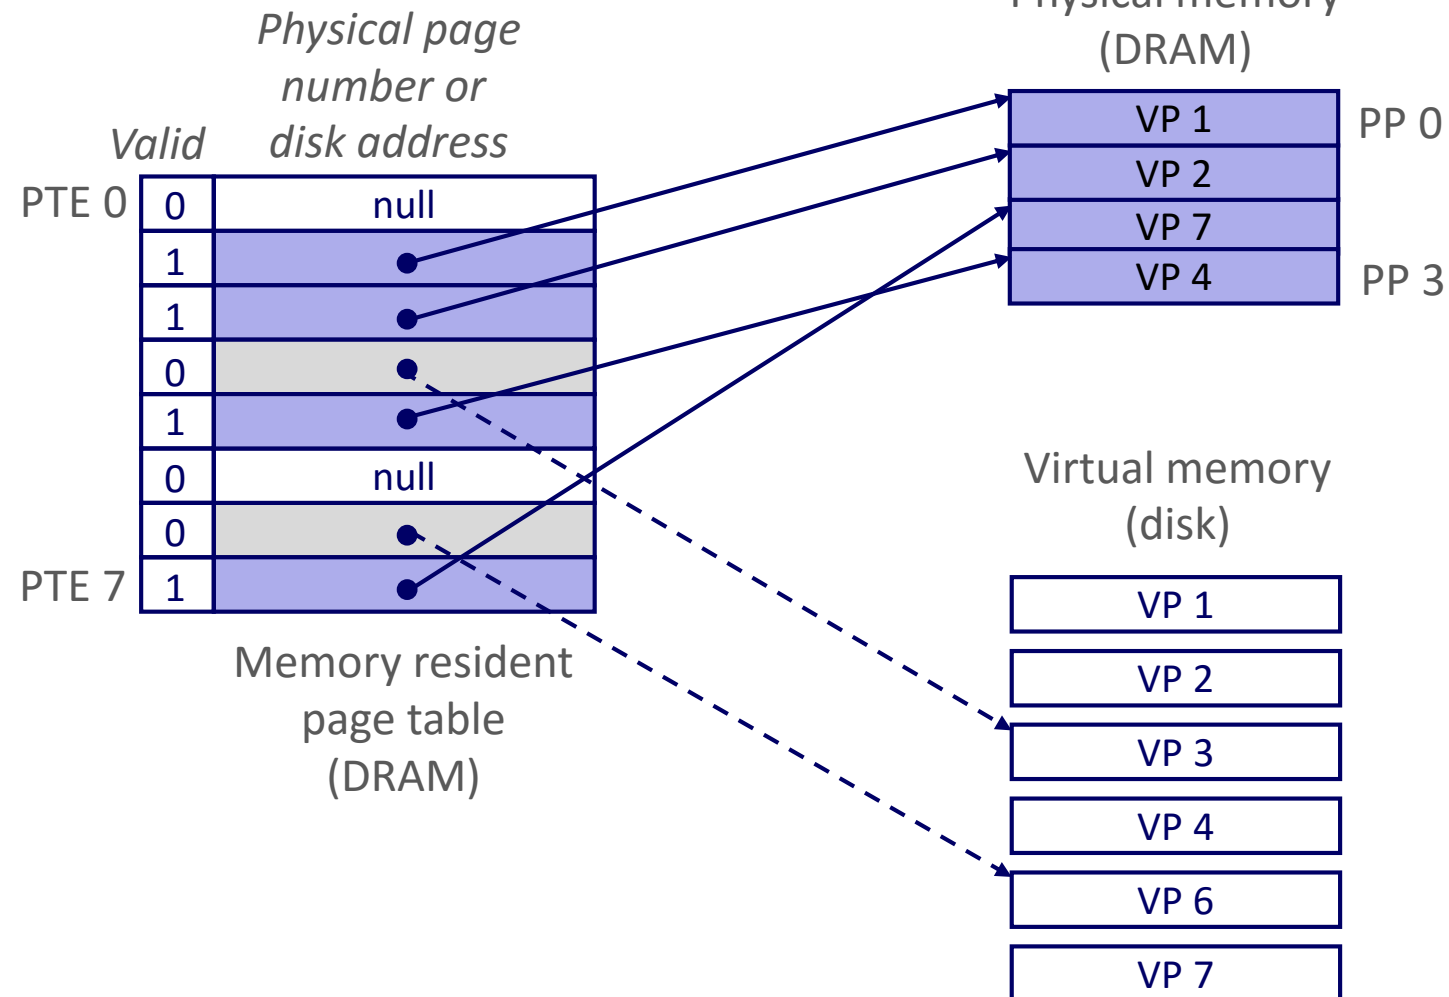 Physical page
number or
disk address
Valid
PTE 0
0 null
1
1
0
1
0 null
0
PTE 7 1
Memory resident
page table
(DRAM)
Physical memory
(DRAM)
VP 1 PP 0
VP 2
VP 7
VP 4 PP 3
Virtual memory
(disk)
VP 1
VP 2
VP 3
VP 4
VP 6
VP 7